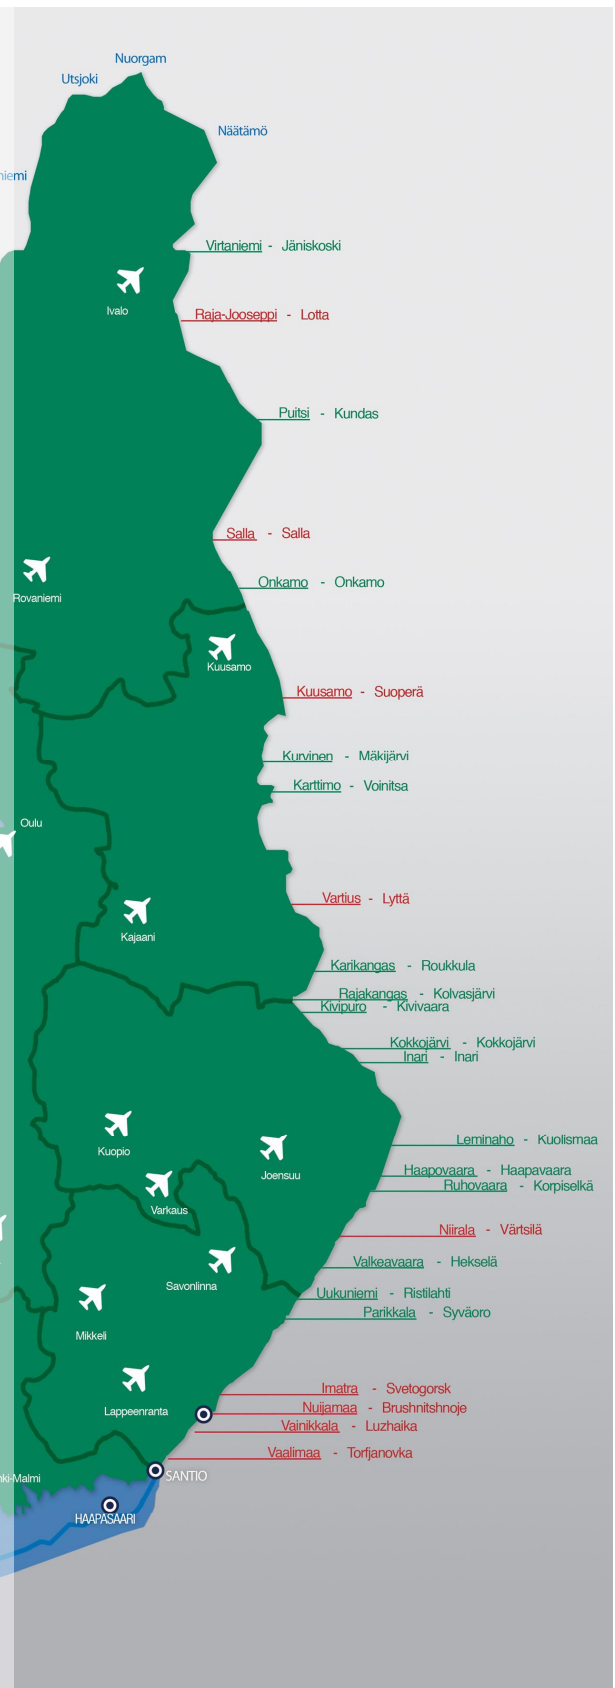 Nuorgam
Utsjoki
Näätämö
niemi
Virtaniemi - Jäniskoski
Ivalo
Raja-Jooseppi - Lotta
Puitsi - Kundas
Salla - Salla
Rovaniemi
Onkamo - Onkamo
Kuusamo
Kuusamo - Suoperä
Kurvinen - Mäkijärvi
Karttimo - Voinitsa
Oulu
Vartius - Lyttä
Kajaani
Karikangas - Roukkula
Rajakangas - Kolvasjärvi
Kivipuro - Kivivaara
Kokkojärvi - Kokkojärvi
Inari - Inari
Leminaho - Kuolismaa
Kuopio
Haapovaara - Haapavaara
Joensuu
Ruhovaara - Korpiselkä
Varkaus
Niirala - Värtsilä
Valkeavaara - Hekselä
Savonlinna
Uukuniemi - Ristilahti
Parikkala - Syväoro
Mikkeli
Imatra - Svetogorsk
Nuijamaa - Brushnitshnoje
Lappeenranta
Vainikkala - Luzhaika
Vaalimaa - Torfjanovka
nki-Malmi
SANTIO
HAAPASAARI